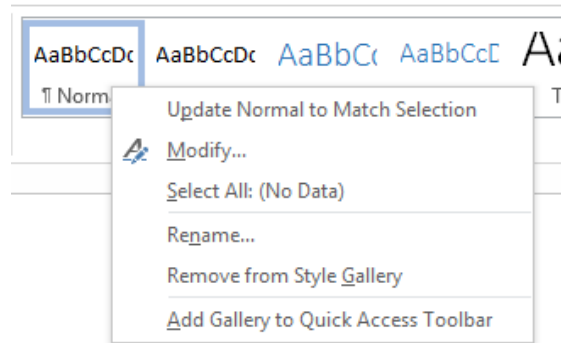 AaBbCcDc AaBbCcDc AaBbC AaBbCcD
¶ Norm
Update Normal to Match Selection
Modify...
Select All: (No Data)
Rename...
Remove from Style Gallery
Add Gallery to Quick Access Toolbar